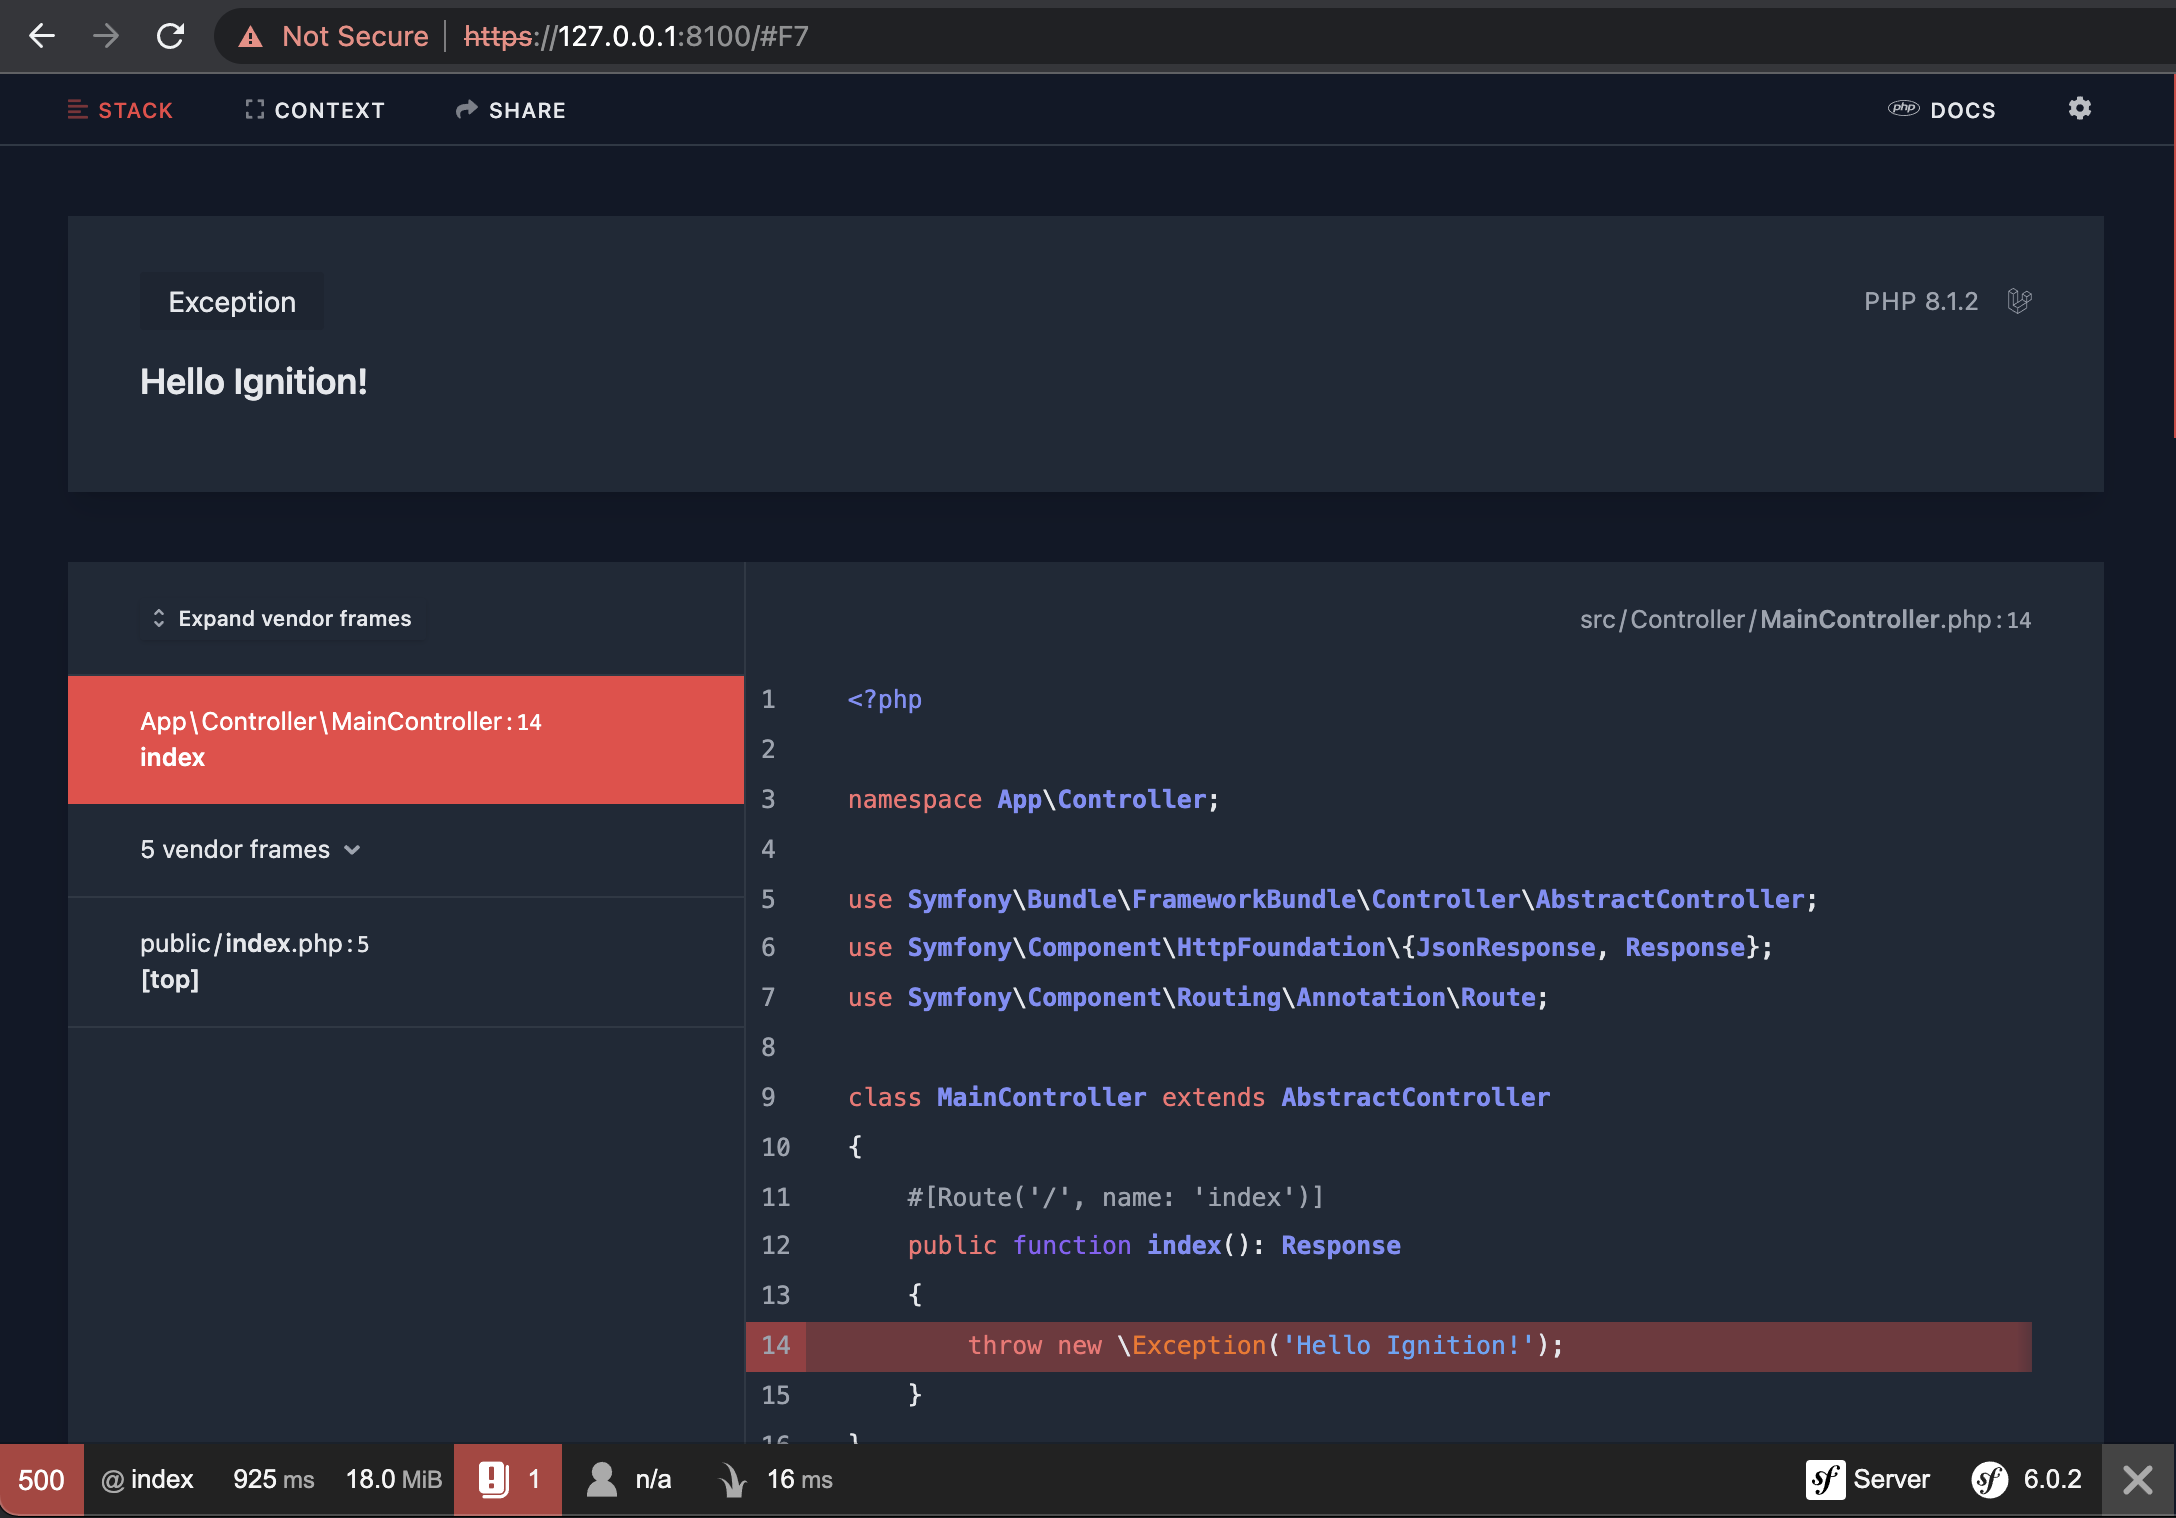 Not Secure https://127.0.0.1:8100/#F7
STACK CONTEXT SHARE php DOCS
Exception PHP 8.1.2
Hello Ignition!
Expand vendor frames
App\Controller\MainController:14
index
5 vendor frames
public/index.php:5
[top]
src/Controller/MainController.php:14
1 <?php
2
3 namespace App\Controller;
4
5 use Symfony\Bundle\FrameworkBundle\Controller\AbstractController;
6 use Symfony\Component\HttpFoundation\{JsonResponse, Response};
7 use Symfony\Component\Routing\Annotation\Route;
8
9 class MainController extends AbstractController
10 {
11     #[Route('/', name: 'index')]
12     public function index(): Response
13     {
14         throw new \Exception('Hello Ignition!');
15     }
16 }
500 @ index 925 ms 18.0 MiB 1 n/a 16 ms sf Server sf 6.0.2